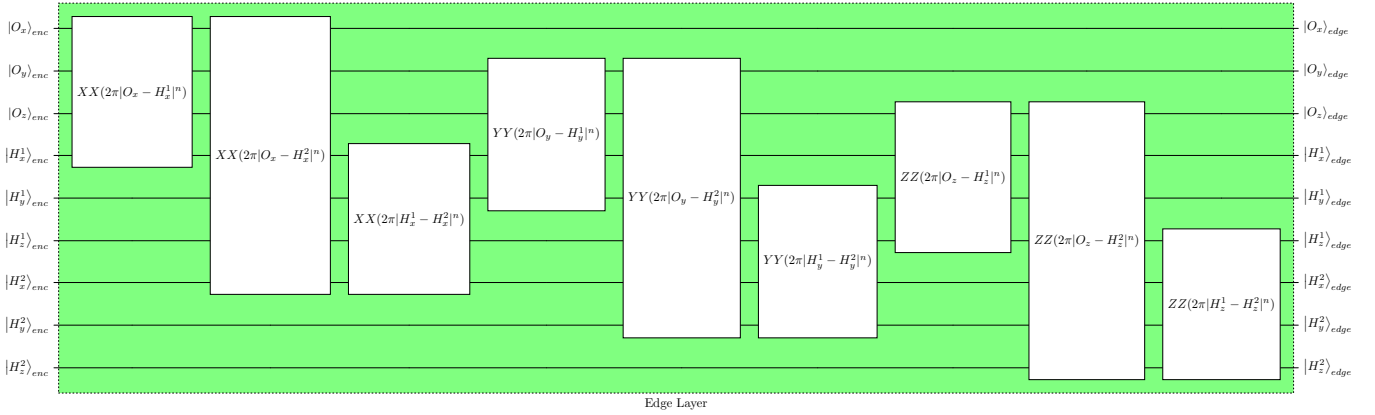 |O_x⟩_enc
|O_y⟩_enc
|O_z⟩_enc
|H_x^1⟩_enc
|H_y^1⟩_enc
|H_z^1⟩_enc
|H_x^2⟩_enc
|H_y^2⟩_enc
|H_z^2⟩_enc
XX(2π|O_x − H_x^1|^n)
XX(2π|O_x − H_x^2|^n)
XX(2π|H_x^1 − H_x^2|^n)
YY(2π|O_y − H_y^1|^n)
YY(2π|O_y − H_y^2|^n)
YY(2π|H_y^1 − H_y^2|^n)
ZZ(2π|O_z − H_z^1|^n)
ZZ(2π|O_z − H_z^2|^n)
ZZ(2π|H_z^1 − H_z^2|^n)
|O_x⟩_edge
|O_y⟩_edge
|O_z⟩_edge
|H_x^1⟩_edge
|H_y^1⟩_edge
|H_z^1⟩_edge
|H_x^2⟩_edge
|H_y^2⟩_edge
|H_z^2⟩_edge
Edge Layer